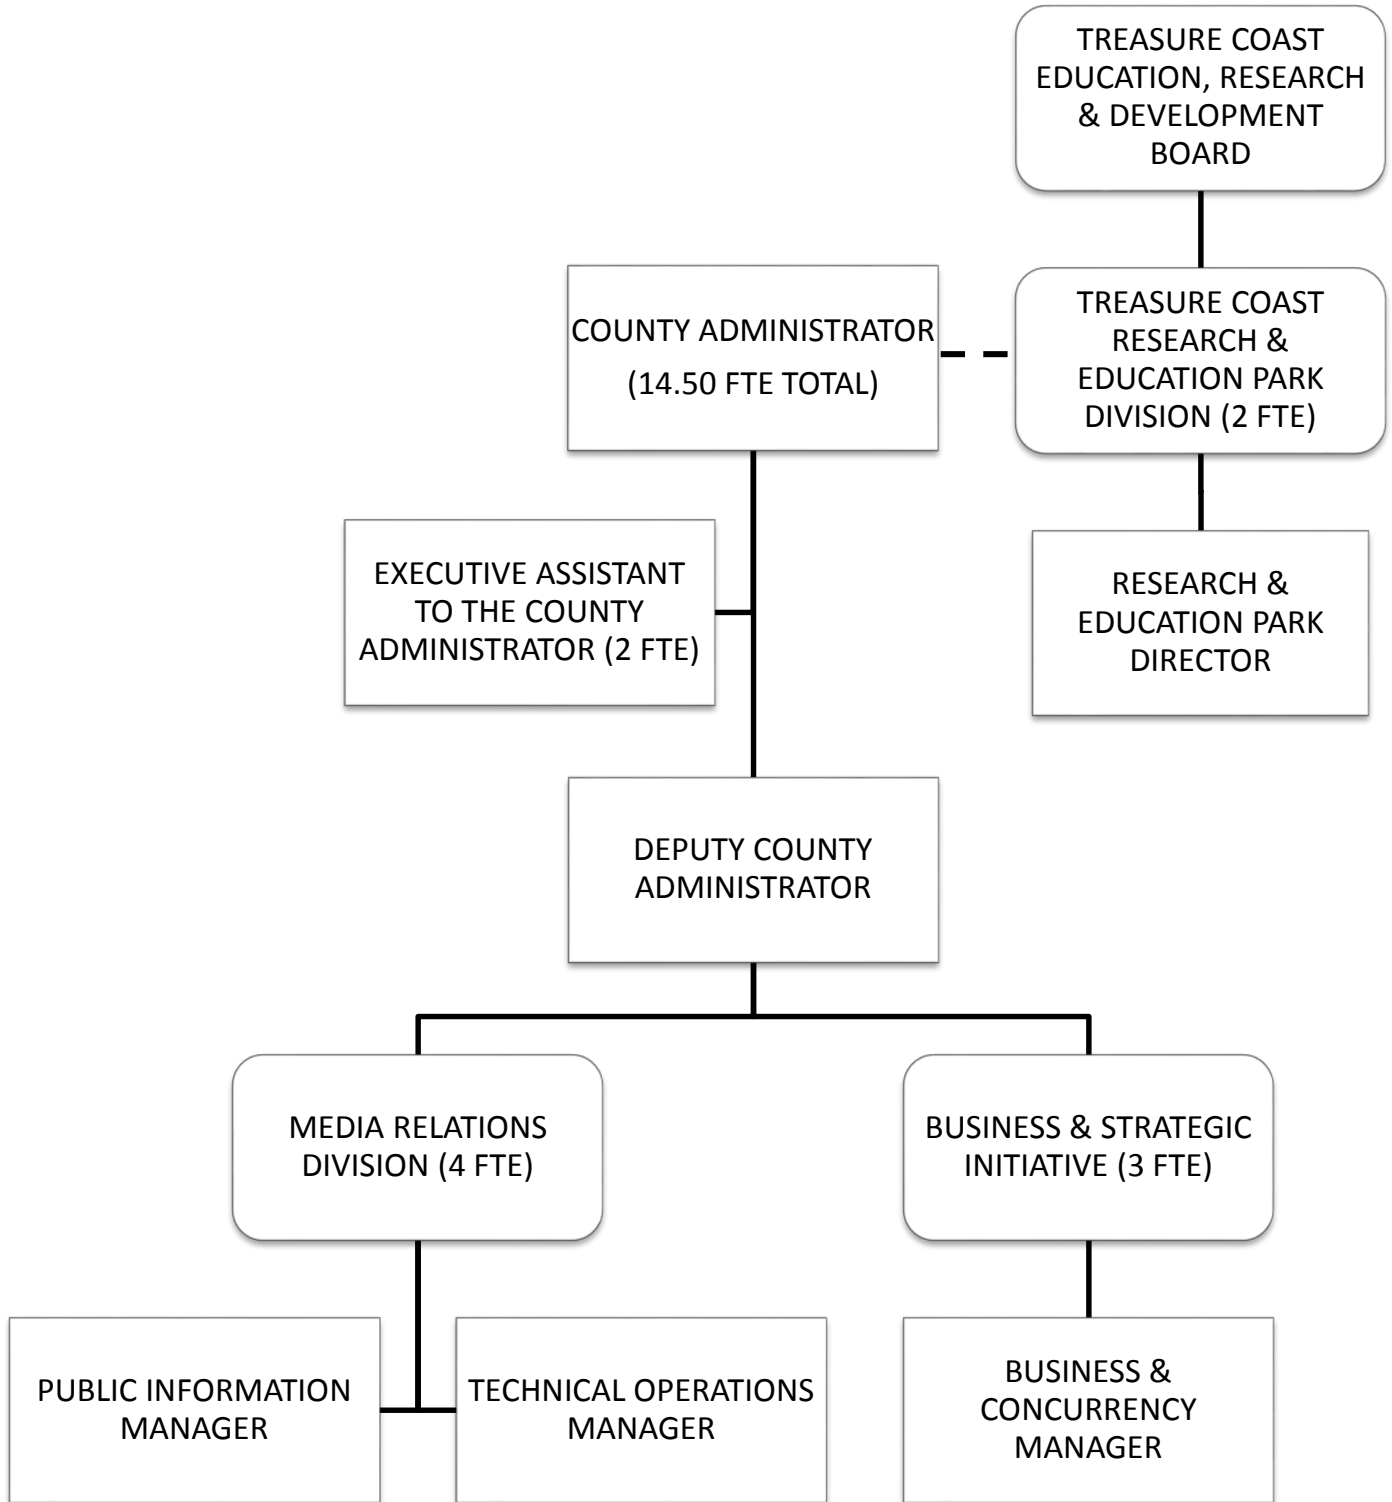 TREASURE COAST
EDUCATION, RESEARCH
& DEVELOPMENT
BOARD
COUNTY ADMINISTRATOR
(14.50 FTE TOTAL)
TREASURE COAST
RESEARCH &
EDUCATION PARK
DIVISION (2 FTE)
EXECUTIVE ASSISTANT
TO THE COUNTY
ADMINISTRATOR (2 FTE)
RESEARCH &
EDUCATION PARK
DIRECTOR
DEPUTY COUNTY
ADMINISTRATOR
MEDIA RELATIONS
DIVISION (4 FTE)
BUSINESS & STRATEGIC
INITIATIVE (3 FTE)
PUBLIC INFORMATION
MANAGER
TECHNICAL OPERATIONS
MANAGER
BUSINESS &
CONCURRENCY
MANAGER